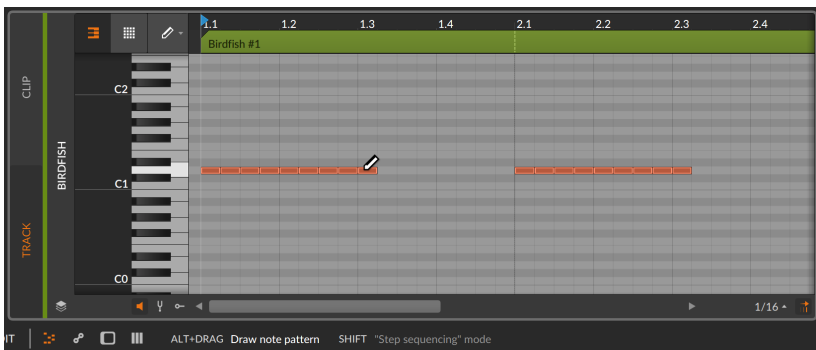 1.1 1.2 1.3 1.4 2.1 2.2 2.3 2.4
Birdfish #1
CLIP
TRACK
BIRDFISH
C2
C1
C0
1/16
IT
ALT+DRAG Draw note pattern SHIFT "Step sequencing" mode